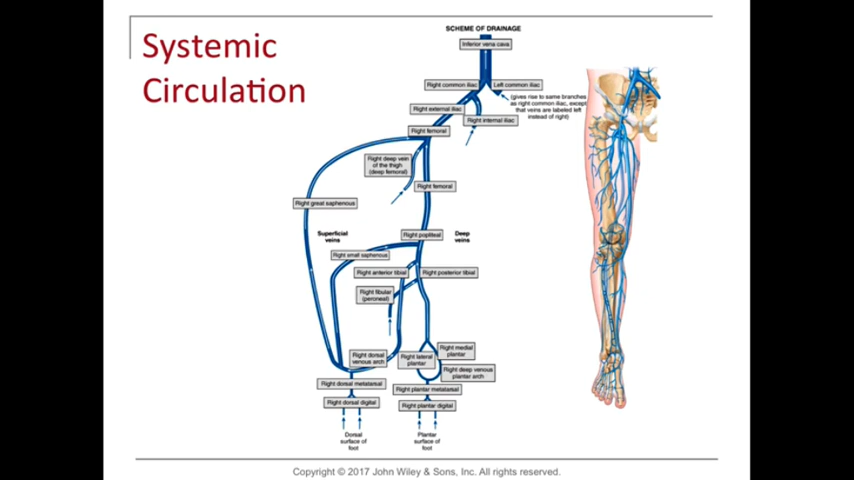 Systemic
Circulation
SCHEME OF DRAINAGE
Inferior vena cava
Right common iliac
Left common iliac
(gives rise to same branches
as right common iliac, except
that veins are labeled left
instead of right)
Right external iliac
Right internal iliac
Right femoral
Right deep vein
of the thigh
(deep femoral)
Right femoral
Right great saphenous
Superficial
veins
Right popliteal
Deep
veins
Right small saphenous
Right anterior tibial
Right posterior tibial
Right fibular
(peroneal)
Right dorsal
venous arch
Right lateral
plantar
Right medial
plantar
Right deep venous
plantar arch
Right dorsal metatarsal
Right plantar metatarsal
Right dorsal digital
Right plantar digital
Dorsal
surface of
foot
Plantar
surface of
foot
Copyright © 2017 John Wiley & Sons, Inc. All rights reserved.